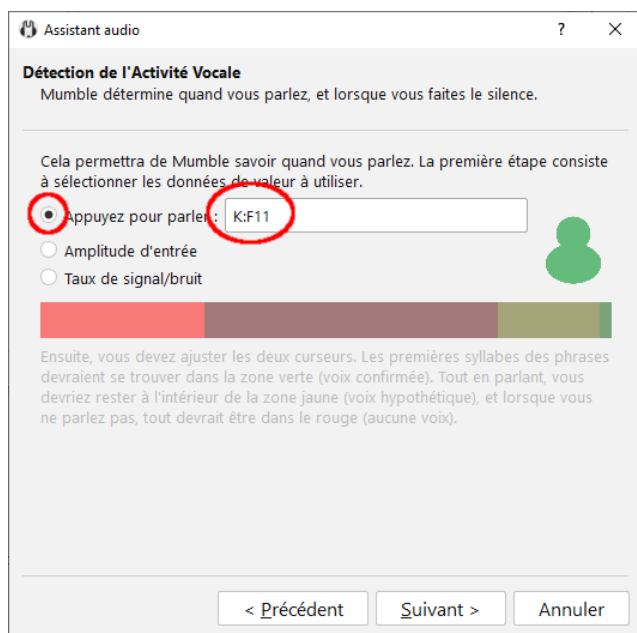 Assistant audio ?
Détection de l'Activité Vocale
Mumble détermine quand vous parlez, et lorsque vous faites le silence.
Cela permettra de Mumble savoir quand vous parlez. La première étape consiste
à sélectionner les données de valeur à utiliser.
Appuyez pour parler : K:F11
Amplitude d'entrée
Taux de signal/bruit
Ensuite, vous devez ajuster les deux curseurs. Les premières syllabes des phrases
devraient se trouver dans la zone verte (voix confirmée). Tout en parlant, vous
devriez rester à l'intérieur de la zone jaune (voix hypothétique), et lorsque vous
ne parlez pas, tout devrait être dans le rouge (aucune voix).
< Précédent Suivant > Annuler